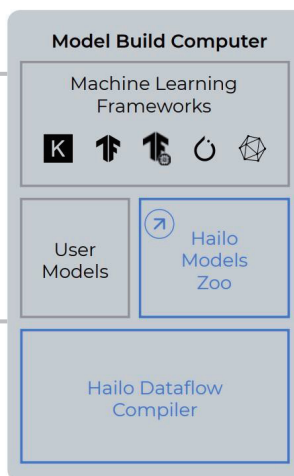 Model Build Computer
Machine Learning
Frameworks
K
User
Models
Hailo
Models
Zoo
Hailo Dataflow
Compiler